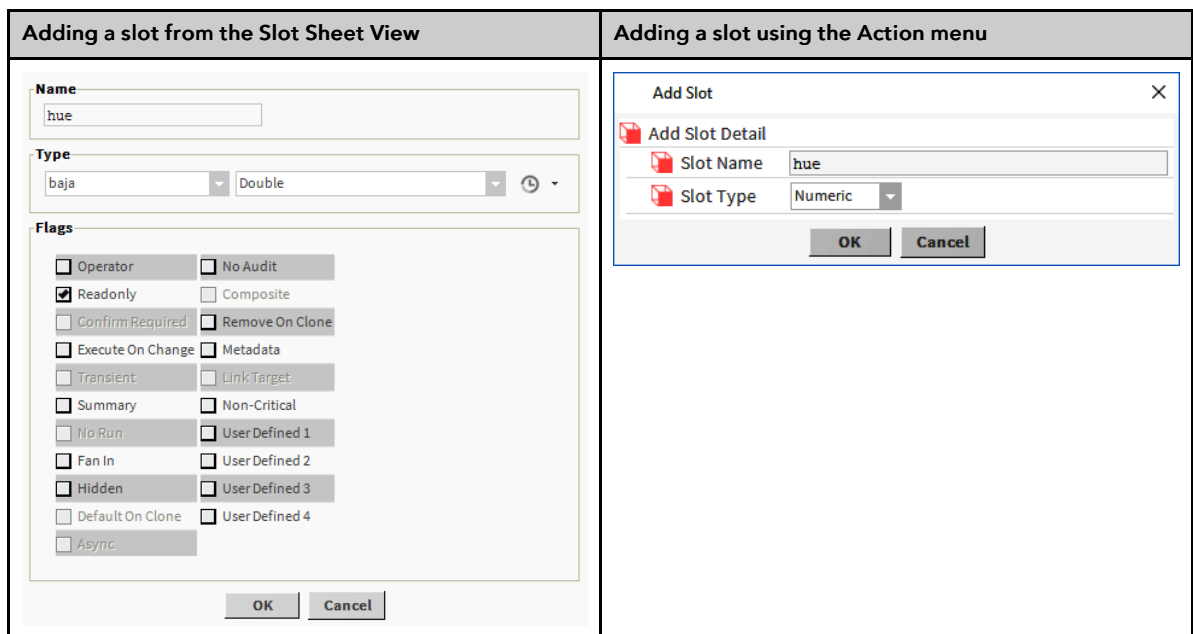 Adding a slot from the Slot Sheet View
Name
hue
Type
baja Double
Flags
Operator No Audit
Readonly Composite
Confirm Required Remove On Clone
Execute On Change Metadata
Transient Link Target
Summary Non-Critical
No Run User Defined 1
Fan In User Defined 2
Hidden User Defined 3
Default On Clone User Defined 4
Async
OK Cancel
Adding a slot using the Action menu
Add Slot
Add Slot Detail
Slot Name hue
Slot Type Numeric
OK Cancel